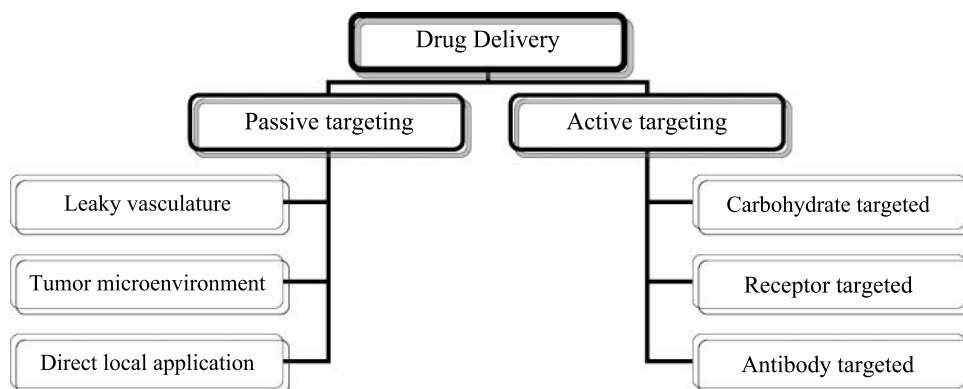 Drug Delivery
Passive targeting
Active targeting
Leaky vasculature
Tumor microenvironment
Direct local application
Carbohydrate targeted
Receptor targeted
Antibody targeted